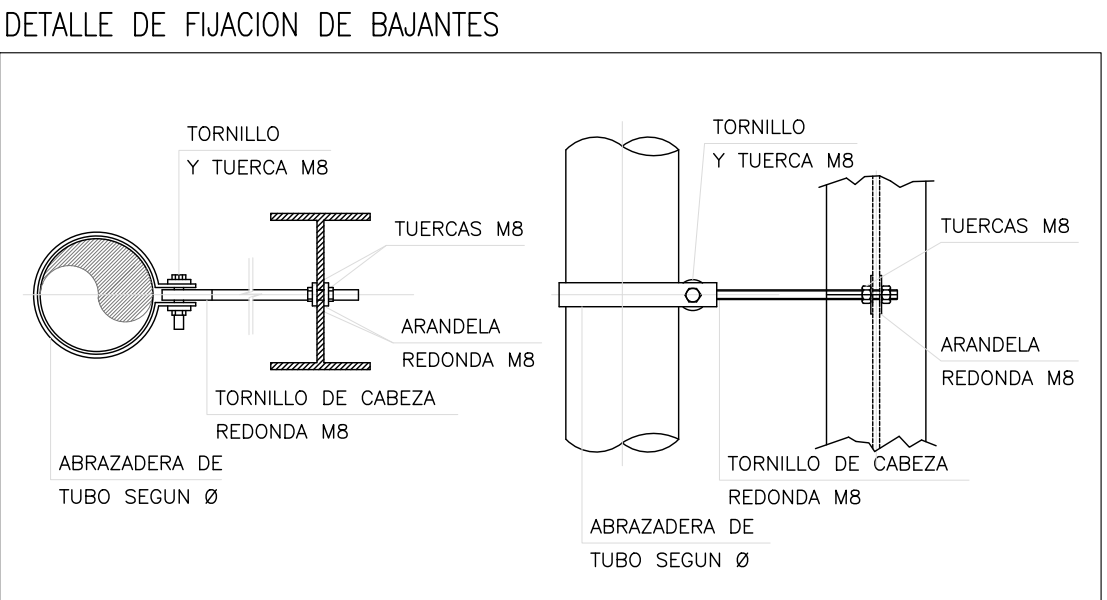 DETALLE DE FIJACION DE BAJANTES
TORNILLO
Y TUERCA M8
TUERCAS M8
ARANDELA
REDONDA M8
TORNILLO DE CABEZA
REDONDA M8
ABRAZADERA DE
TUBO SEGUN Ø
TORNILLO
Y TUERCA M8
TUERCAS M8
ARANDELA
REDONDA M8
TORNILLO DE CABEZA
REDONDA M8
ABRAZADERA DE
TUBO SEGUN Ø